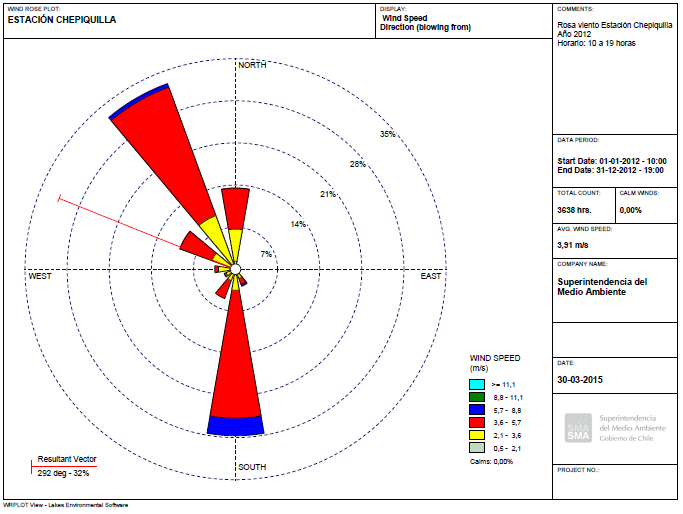 WIND ROSE PLOT:
ESTACIÓN CHEPIQUILLA
DISPLAY:
Wind Speed
Direction (blowing from)
COMMENTS:
Rosa viento Estación Chepiquilla
Año 2012
Horario: 10 a 19 horas
NORTH
35%
28%
21%
14%
7%
WEST
EAST
SOUTH
WIND SPEED
(m/s)
>= 11,1
8,8 - 11,1
5,7 - 8,8
3,6 - 5,7
2,1 - 3,6
0,5 - 2,1
Calms: 0,00%
Resultant Vector
292 deg - 32%
DATA PERIOD:
Start Date: 01-01-2012 - 10:00
End Date: 31-12-2012 - 19:00
TOTAL COUNT:
3638 hrs.
CALM WINDS:
0,00%
AVG. WIND SPEED:
3,91 m/s
COMPANY NAME:
Superintendencia del
Medio Ambiente
DATE:
30-03-2015
SMA
SMA
Superintendencia
del Medio Ambiente
Gobierno de Chile
PROJECT NO.:
WRPLOT View - Lakes Environmental Software